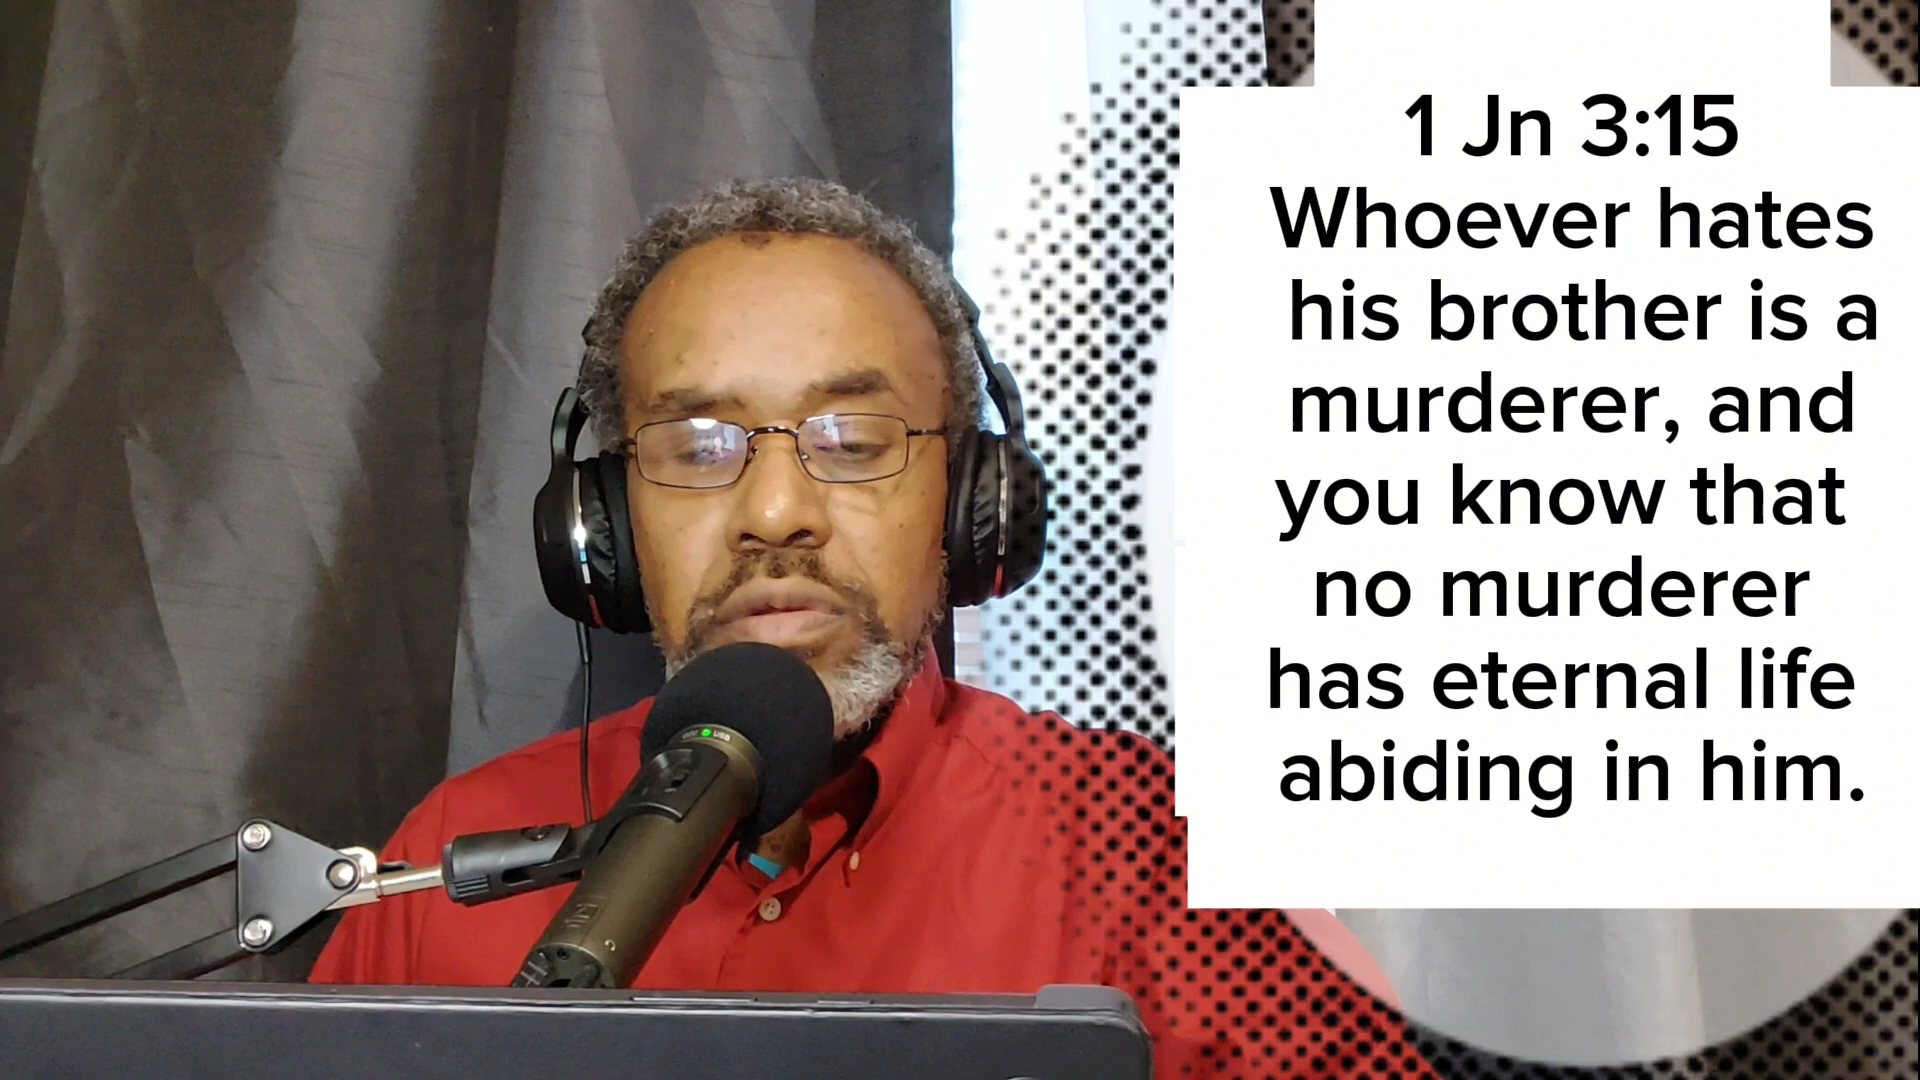 1 Jn 3:15
Whoever hates
his brother is a
murderer, and
you know that
no murderer
has eternal life
abiding in him.
USB